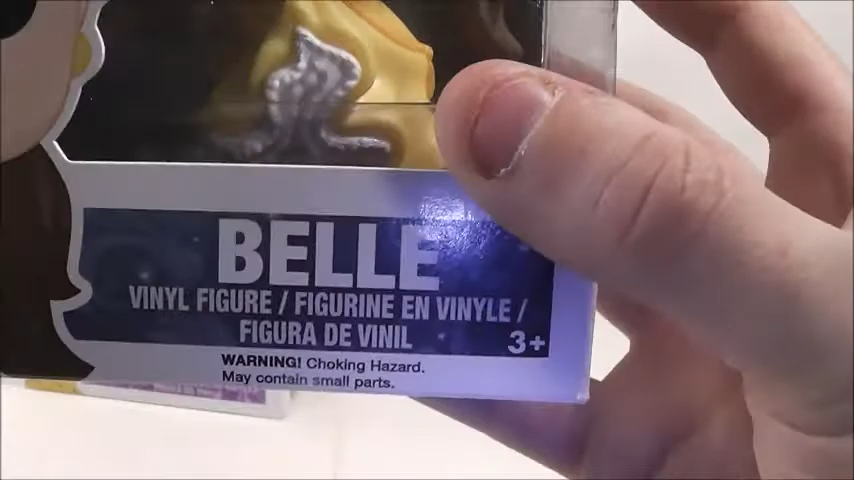 BELLE
VINYL FIGURE / FIGURINE EN VINYLE /
FIGURA DE VINIL
3+
WARNING! Choking Hazard.
May contain small parts.